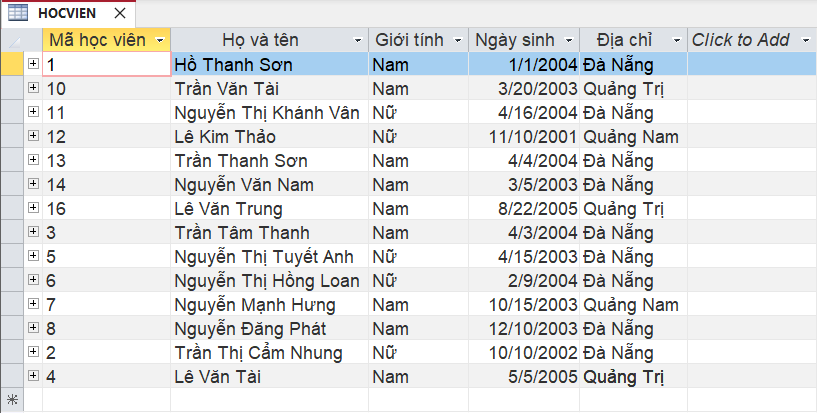 HOCVIEN
Mã học viên Họ và tên Giới tính Ngày sinh Địa chỉ Click to Add
1 Hồ Thanh Sơn Nam 1/1/2004 Đà Nẵng
10 Trần Văn Tài Nam 3/20/2003 Quảng Trị
11 Nguyễn Thị Khánh Vân Nữ 4/16/2004 Đà Nẵng
12 Lê Kim Thảo Nữ 11/10/2001 Quảng Nam
13 Trần Thanh Sơn Nam 4/4/2004 Đà Nẵng
14 Nguyễn Văn Nam Nam 3/5/2003 Đà Nẵng
16 Lê Văn Trung Nam 8/22/2005 Quảng Trị
3 Trần Tâm Thanh Nam 4/3/2004 Đà Nẵng
5 Nguyễn Thị Tuyết Anh Nữ 4/15/2003 Đà Nẵng
6 Nguyễn Thị Hồng Loan Nữ 2/9/2004 Đà Nẵng
7 Nguyễn Mạnh Hưng Nam 10/15/2003 Quảng Nam
8 Nguyễn Đăng Phát Nam 12/10/2003 Đà Nẵng
2 Trần Thị Cẩm Nhung Nữ 10/10/2002 Đà Nẵng
4 Lê Văn Tài Nam 5/5/2005 Quảng Trị